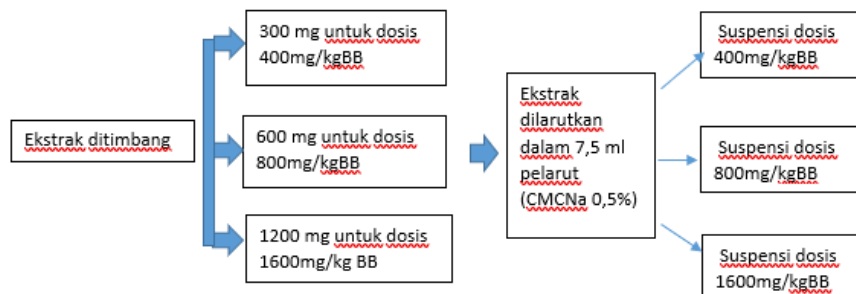 Ekstrak ditimbang
300 mg untuk dosis
400mg/kgBB
600 mg untuk dosis
800mg/kgBB
1200 mg untuk dosis
1600mg/kg BB
Ekstrak
dilarutkan
dalam 7,5 ml
pelarut
(CMCNa 0,5%)
Suspensi dosis
400mg/kgBB
Suspensi dosis
800mg/kgBB
Suspensi dosis
1600mg/kgBB